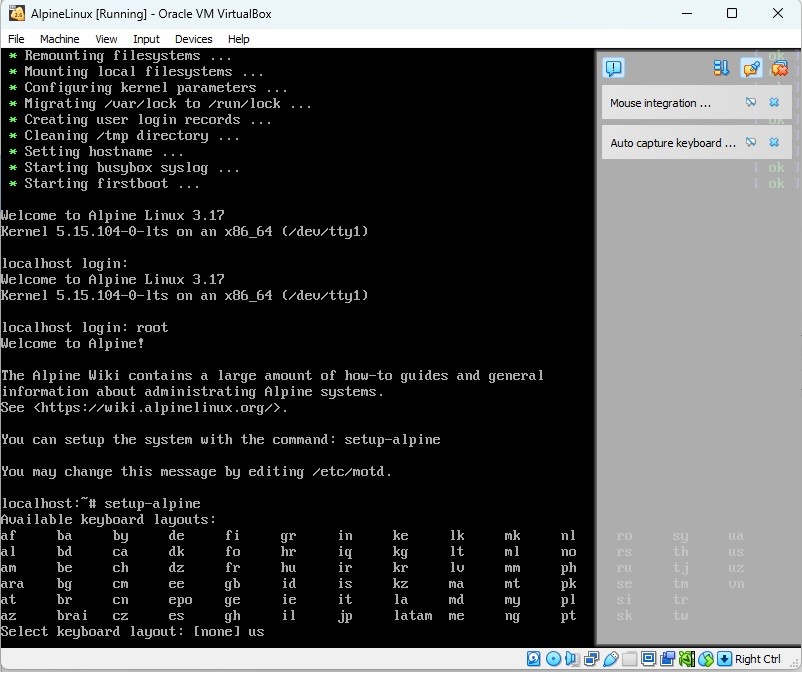 AlpineLinux [Running] - Oracle VM VirtualBox
File Machine View Input Devices Help
* Remounting filesystems ... [ ok ]
* Mounting local filesystems ...
* Configuring kernel parameters ...
* Migrating /var/lock to /run/lock ...
* Creating user login records ... [ ok ]
* Cleaning /tmp directory ...
* Setting hostname ...
* Starting busybox syslog ... [ ok ]
* Starting firstboot ... [ ok ]
Mouse integration ...
Auto capture keyboard ...
Welcome to Alpine Linux 3.17
Kernel 5.15.104-0-lts on an x86_64 (/dev/tty1)
localhost login:
Welcome to Alpine Linux 3.17
Kernel 5.15.104-0-lts on an x86_64 (/dev/tty1)
localhost login: root
Welcome to Alpine!
The Alpine Wiki contains a large amount of how-to guides and general
information about administrating Alpine systems.
See <https://wiki.alpinelinux.org/>.
You can setup the system with the command: setup-alpine
You may change this message by editing /etc/motd.
localhost:~# setup-alpine
Available keyboard layouts:
af ba by de fi gr in ke lk mk nl ro sy ua
al bd ca dk fo hr iq kg lt ml no rs th us
am be ch dz fr hu ir kr lv mm ph ru tj uz
ara bg cm ee gb id is kz ma mt pk se tm vn
at br cn epo ge ie it la md my pl si tr
az brai cz es gh il jp latam me ng pt sk tw
Select keyboard layout: [none] us
Right Ctrl